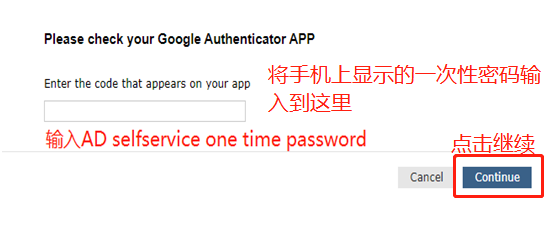 Please check your Google Authenticator APP
Enter the code that appears on your app
将手机上显示的一次性密码输
入到这里
输入AD selfservice one time password
点击继续
Cancel
Continue